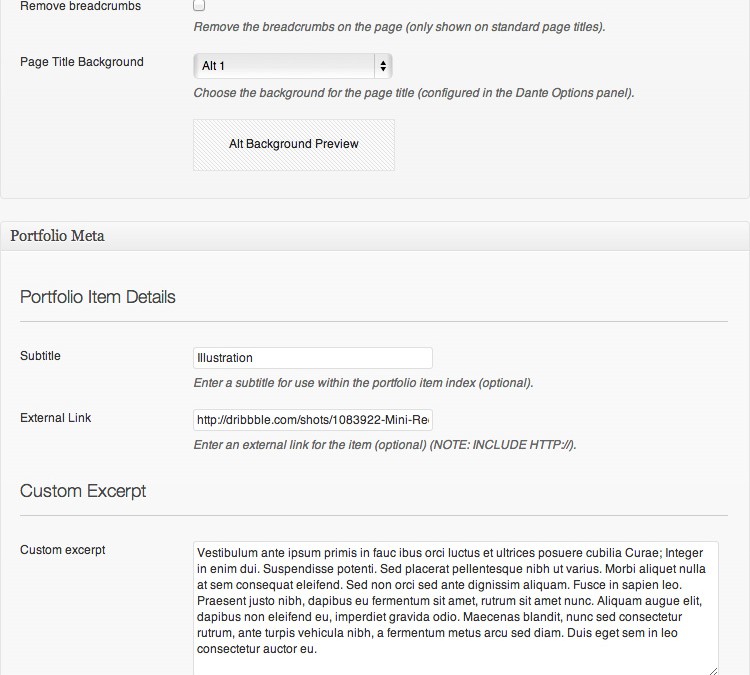 Remove breadcrumbs
Remove the breadcrumbs on the page (only shown on standard page titles).
Page Title Background
Alt 1
Choose the background for the page title (configured in the Dante Options panel).
Alt Background Preview
Portfolio Meta
Portfolio Item Details
Subtitle
Illustration
Enter a subtitle for use within the portfolio item index (optional).
External Link
http://dribbble.com/shots/1083922-Mini-Re
Enter an external link for the item (optional) (NOTE: INCLUDE HTTP://).
Custom Excerpt
Custom excerpt
Vestibulum ante ipsum primis in fauc ibus orci luctus et ultrices posuere cubilia Curae; Integer
in enim dui. Suspendisse potenti. Sed placerat pellentesque nibh ut varius. Morbi aliquet nulla
at sem consequat eleifend. Sed non orci sed ante dignissim aliquam. Fusce in sapien leo.
Praesent justo nibh, dapibus eu fermentum sit amet, rutrum sit amet nunc. Aliquam augue elit,
dapibus non eleifend eu, imperdiet gravida odio. Maecenas blandit, nunc sed consectetur
rutrum, ante turpis vehicula nibh, a fermentum metus arcu sed diam. Duis eget sem in leo
consectetur auctor eu.